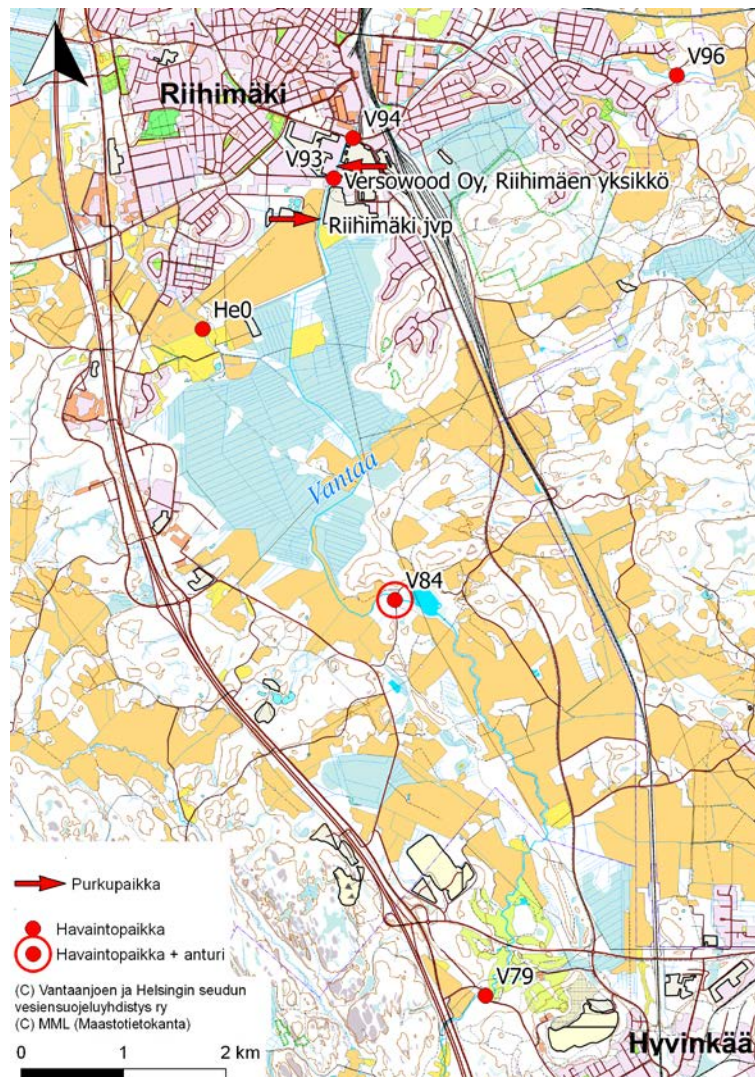 V96
Riihimäki
V94
V93
Versowood Oy, Riihimäen yksikkö
Riihimäki jvp
He0
Vantaa
V84
Purkupaikka
Havaintopaikka
Havaintopaikka + anturi
(C) Vantaanjoen ja Helsingin seudun
vesiensuojeluyhdistys ry
(C) MML (Maastotietokanta)
V79
Hyvinkää
0 1 2 km